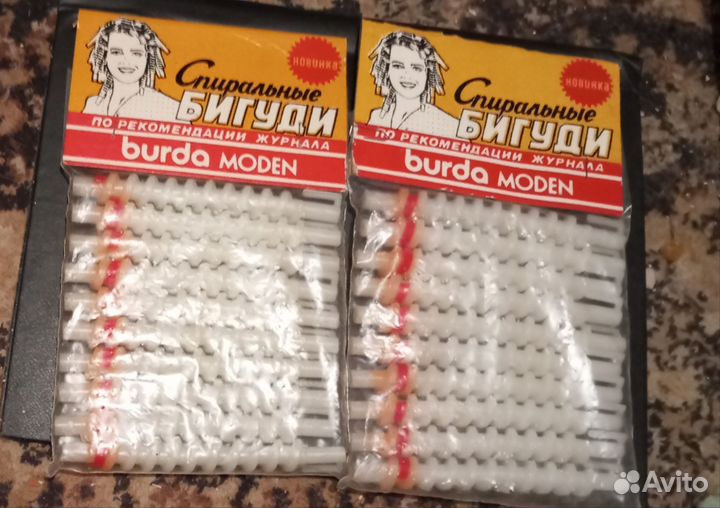 новинка
Спиральные
БИГУДИ
ПО РЕКОМЕНДАЦИИ ЖУРНАЛА
burda MODEN
новинка
Спиральные
БИГУДИ
ПО РЕКОМЕНДАЦИИ ЖУРНАЛА
burda MODEN
Avito